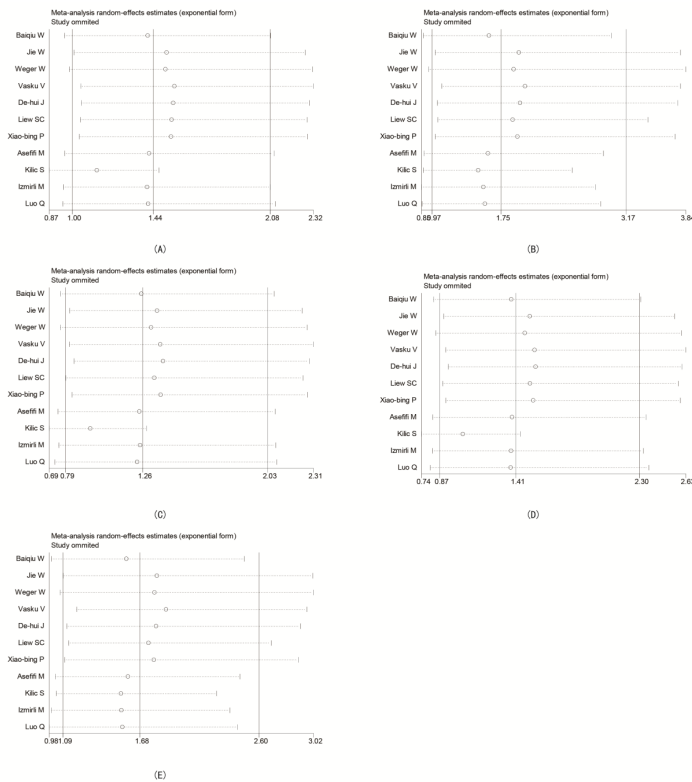 Meta-analysis random-effects estimates (exponential form)
Study ommited
Baiqiu W
Jie W
Weger W
Vasku V
De-hui J
Liew SC
Xiao-bing P
Asefifi M
Kilic S
Izmirli M
Luo Q
0.87 1.00 1.44 2.08 2.32
(A)
Meta-analysis random-effects estimates (exponential form)
Study ommited
Baiqiu W
Jie W
Weger W
Vasku V
De-hui J
Liew SC
Xiao-bing P
Asefifi M
Kilic S
Izmirli M
Luo Q
0.97 1.75 3.17 3.84
(B)
Meta-analysis random-effects estimates (exponential form)
Study ommited
Baiqiu W
Jie W
Weger W
Vasku V
De-hui J
Liew SC
Xiao-bing P
Asefifi M
Kilic S
Izmirli M
Luo Q
0.69 0.79 1.26 2.03 2.31
(C)
Meta-analysis random-effects estimates (exponential form)
Study ommited
Baiqiu W
Jie W
Weger W
Vasku V
De-hui J
Liew SC
Xiao-bing P
Asefifi M
Kilic S
Izmirli M
Luo Q
0.74 0.87 1.41 2.30 2.63
(D)
Meta-analysis random-effects estimates (exponential form)
Study ommited
Baiqiu W
Jie W
Weger W
Vasku V
De-hui J
Liew SC
Xiao-bing P
Asefifi M
Kilic S
Izmirli M
Luo Q
0.981.09 1.68 2.60 3.02
(E)